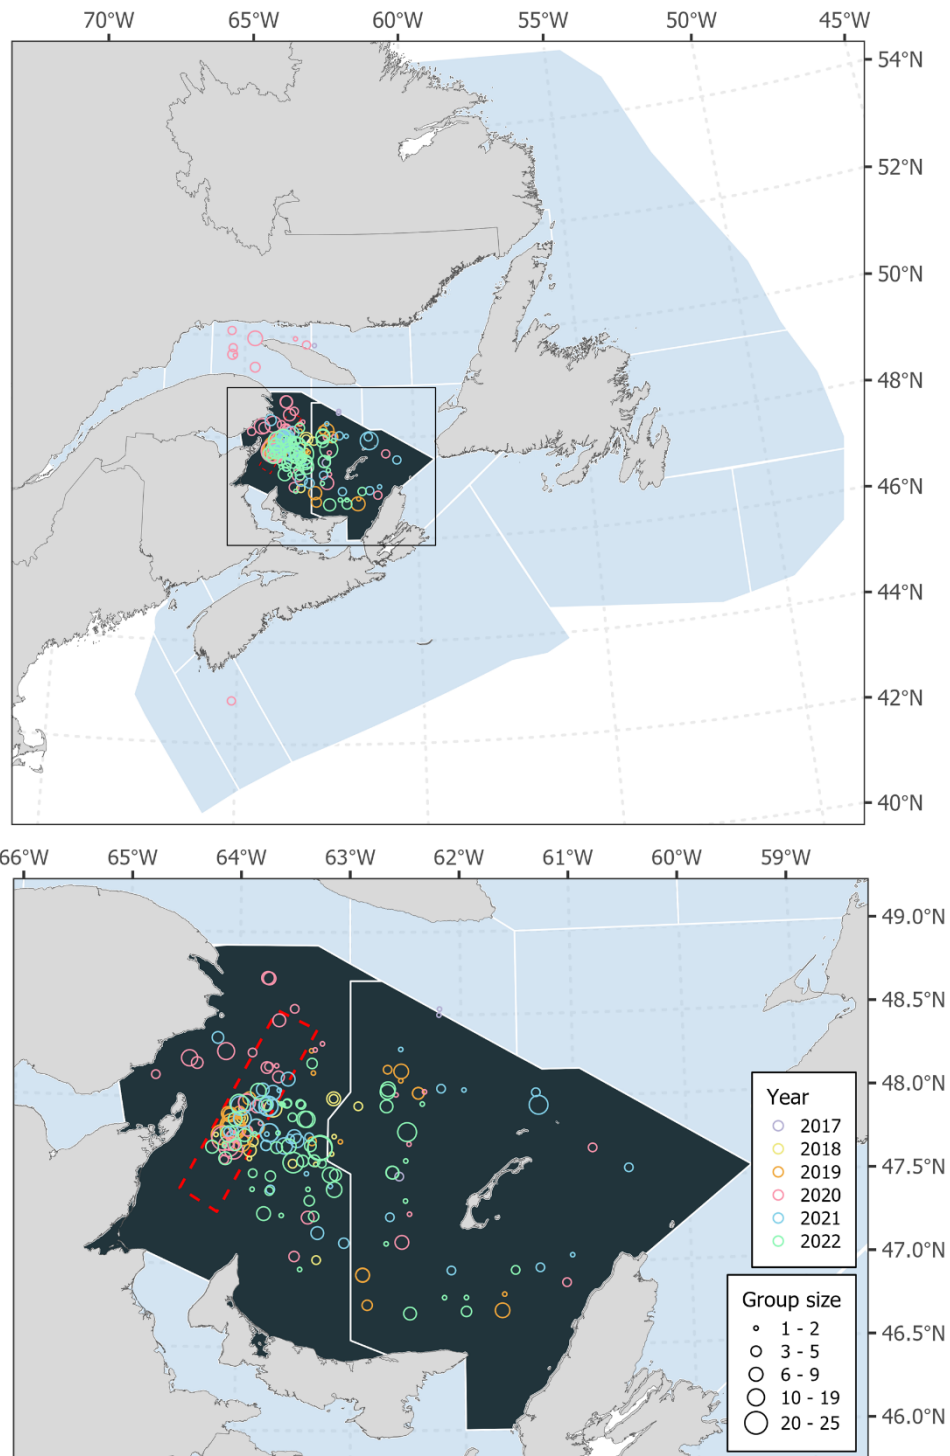 70°W 65°W 60°W 55°W 50°W 45°W
54°N
52°N
50°N
48°N
46°N
44°N
42°N
40°N
66°W 65°W 64°W 63°W 62°W 61°W 60°W 59°W
49.0°N
48.5°N
48.0°N
47.5°N
47.0°N
46.5°N
46.0°N
Year
2017
2018
2019
2020
2021
2022
Group size
1 - 2
3 - 5
6 - 9
10 - 19
20 - 25